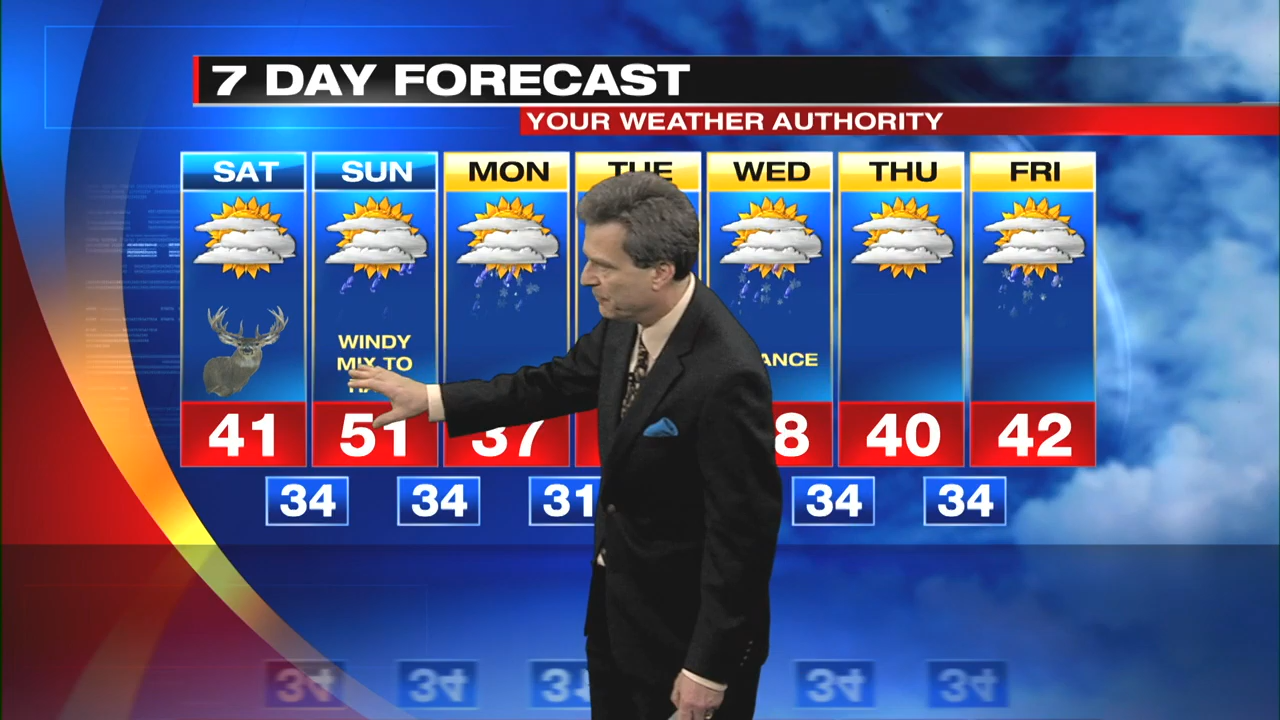 7 DAY FORECAST
YOUR WEATHER AUTHORITY
SAT SUN MON TUE WED THU FRI
WINDY
MIX TO
41 51 37 8 40 42
34 34 31 34 34